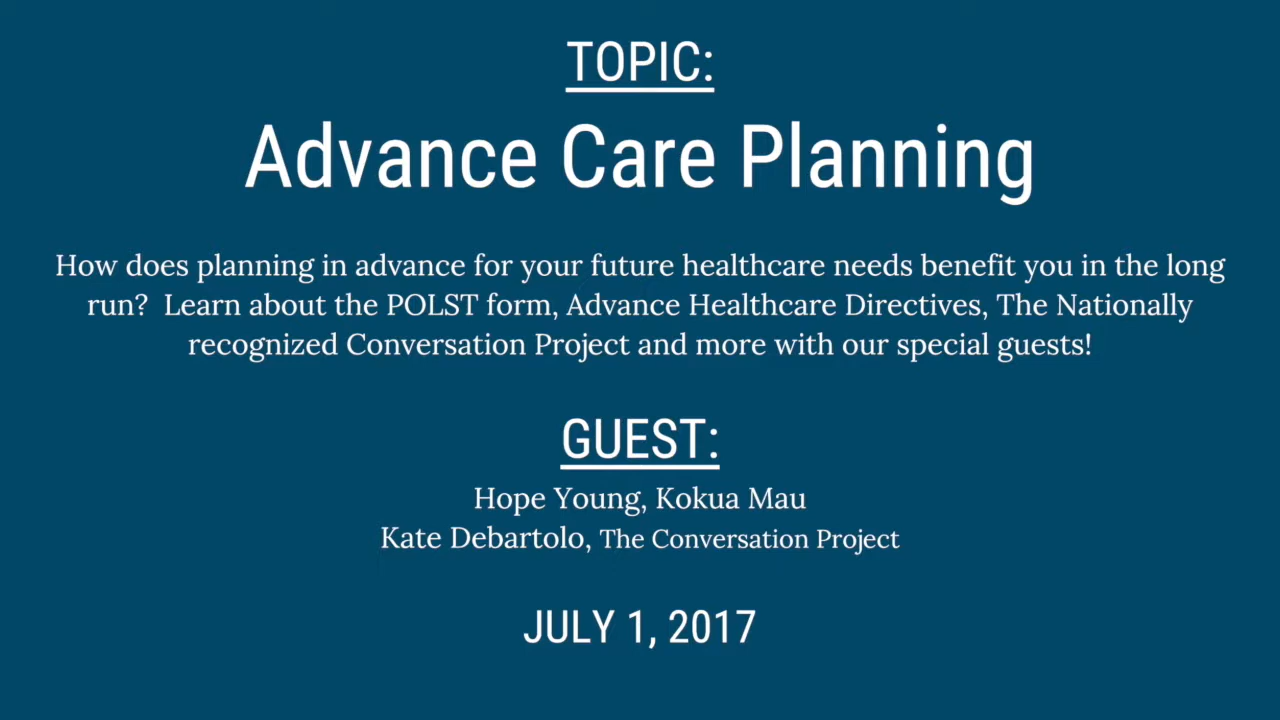 TOPIC:
Advance Care Planning
How does planning in advance for your future healthcare needs benefit you in the long
run?  Learn about the POLST form, Advance Healthcare Directives, The Nationally
recognized Conversation Project and more with our special guests!
GUEST:
Hope Young, Kokua Mau
Kate Debartolo, The Conversation Project
JULY 1, 2017